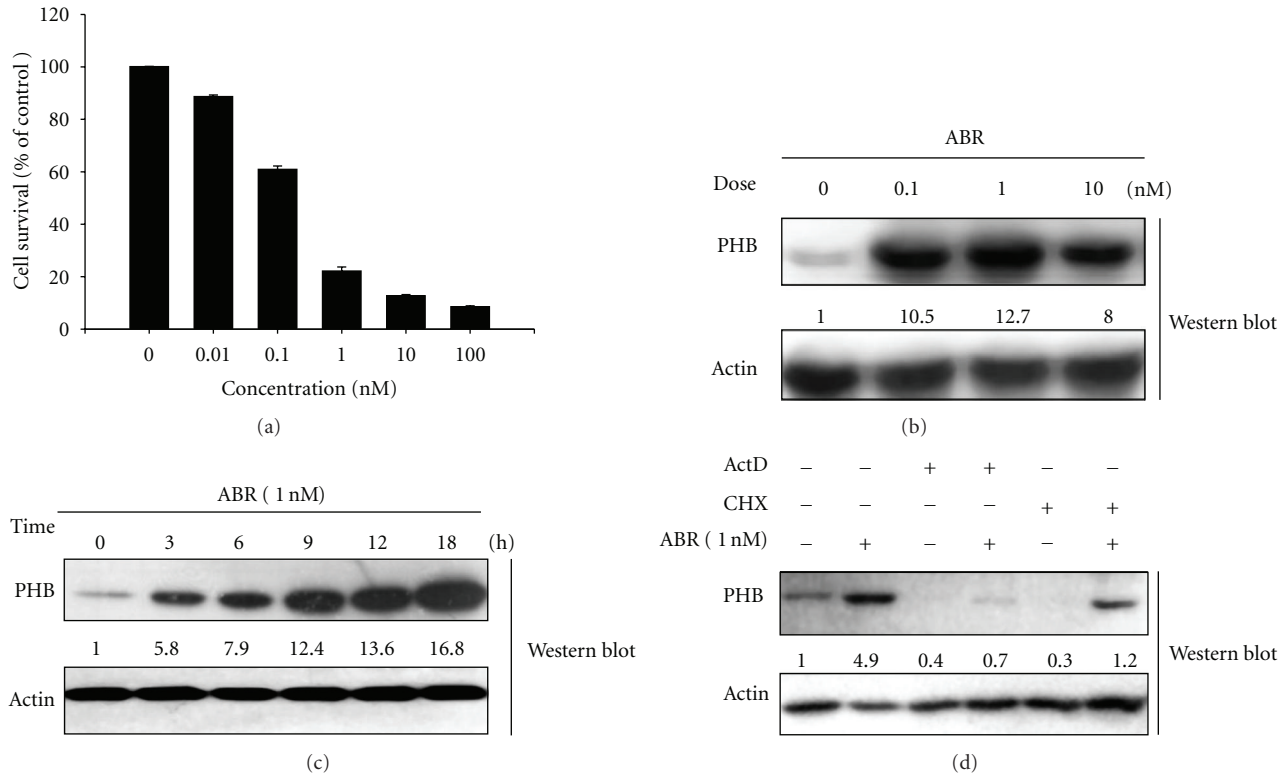 Cell survival (% of control )
120
100
80
60
40
20
0
0 0.01 0.1 1 10 100
Concentration (nM)
(a)
ABR
Dose 0 0.1 1 10 (nM)
PHB
1 10.5 12.7 8
Actin
Western blot
(b)
ABR ( 1 nM)
Time
0 3 6 9 12 18 (h)
PHB
1 5.8 7.9 12.4 13.6 16.8
Actin
Western blot
(c)
ActD − − + + − −
CHX − − − − + +
ABR ( 1 nM) − + − + − +
PHB
1 4.9 0.4 0.7 0.3 1.2
Actin
Western blot
(d)